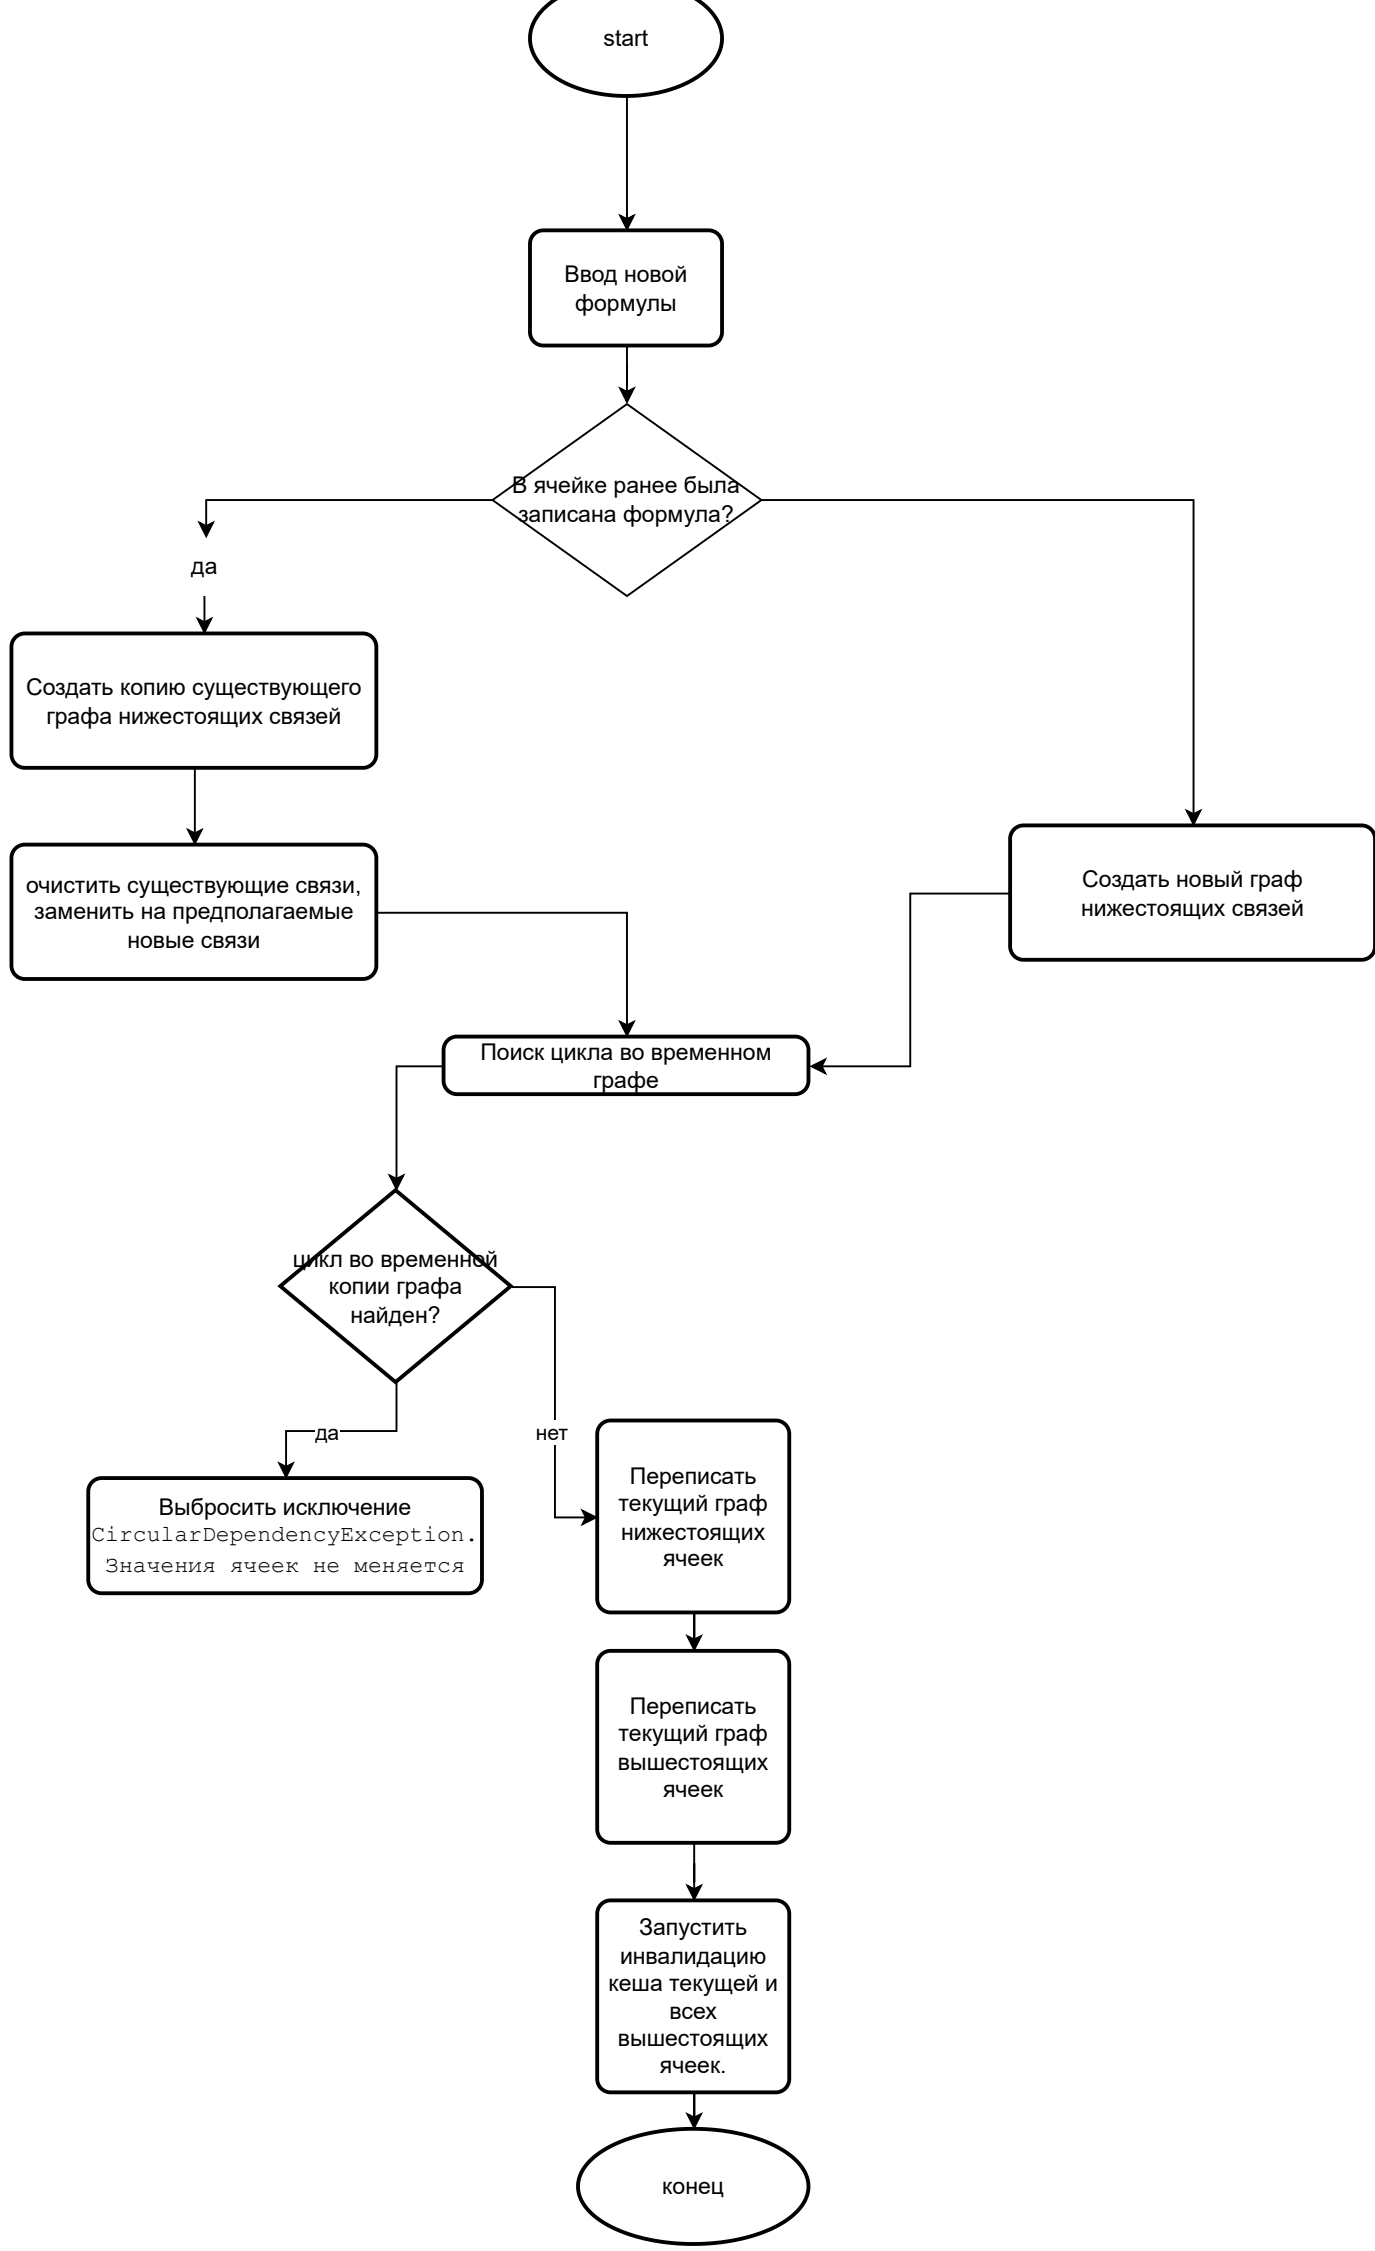 start
Ввод новой
формулы
В ячейке ранее была
записана формула?
да
Создать копию существующего
графа нижестоящих связей
очистить существующие связи,
заменить на предполагаемые
новые связи
Создать новый граф
нижестоящих связей
Поиск цикла во временном
графе
цикл во временной
копии графа
найден?
да
нет
Выбросить исключение
CircularDependencyException.
Значения ячеек не меняется
Переписать
текущий граф
нижестоящих
ячеек
Переписать
текущий граф
вышестоящих
ячеек
Запустить
инвалидацию
кеша текущей и
всех
вышестоящих
ячеек.
конец